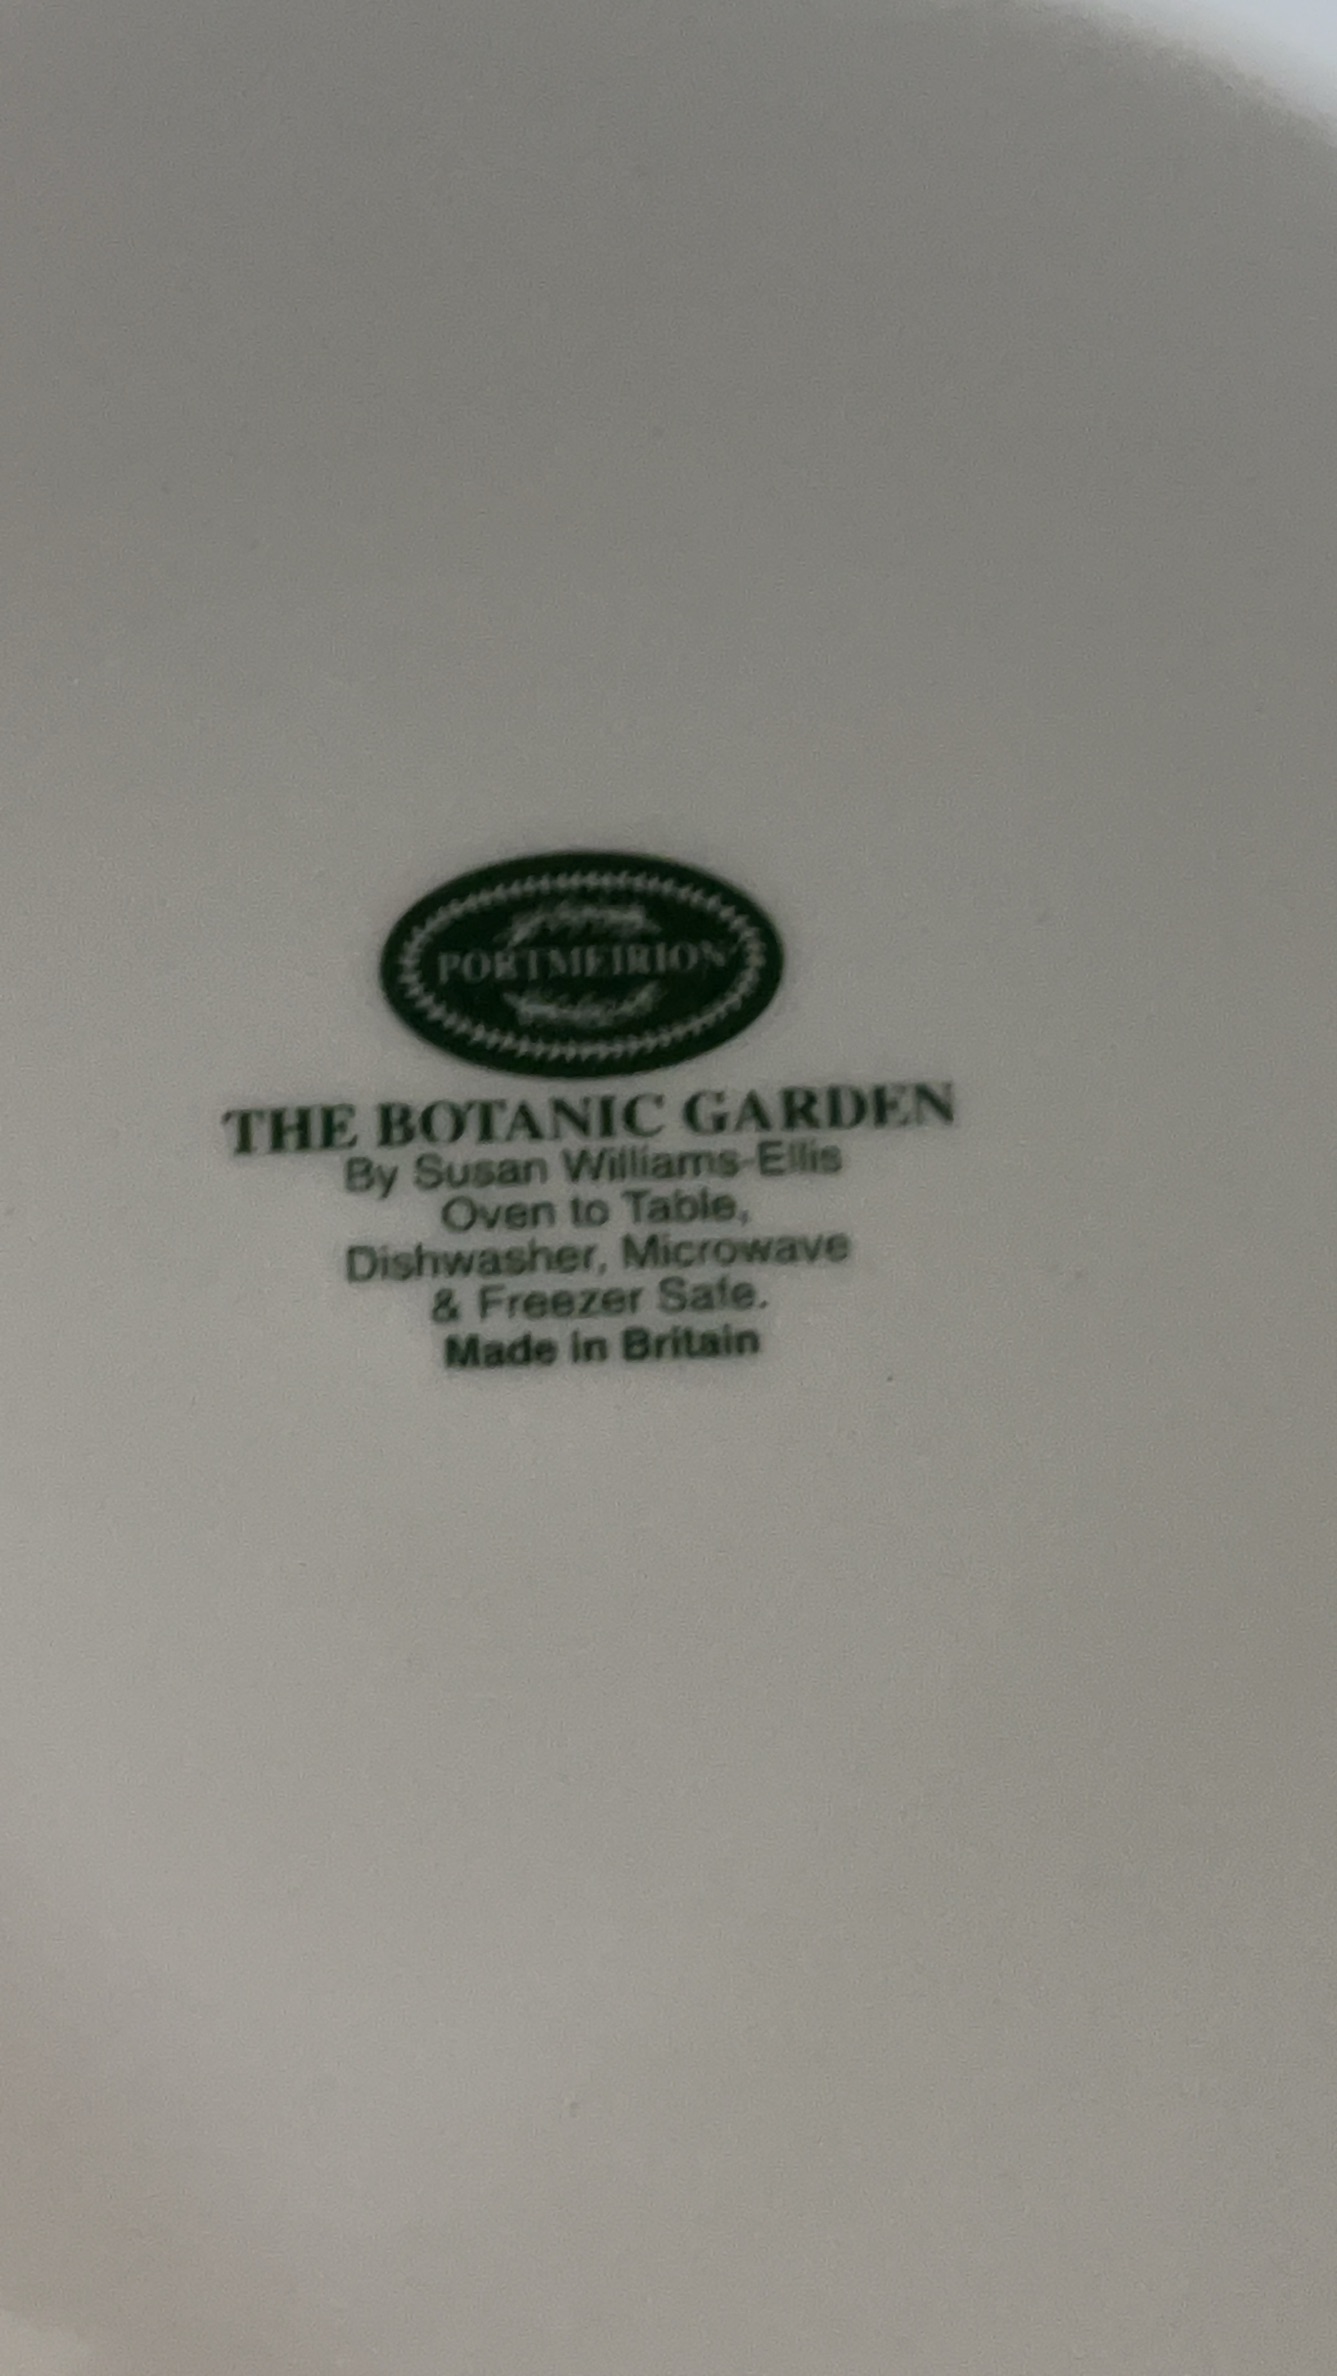 PORTMEIRION
THE BOTANIC GARDEN
By Susan Williams-Ellis
Oven to Table,
Dishwasher, Microwave
& Freezer Safe.
Made in Britain